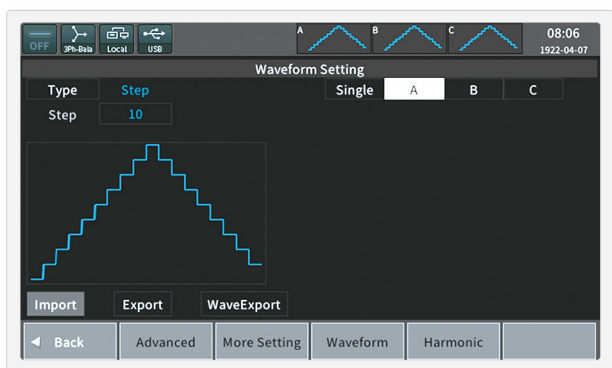 OFF 3Ph-Bala Local USB A B C 08:06
1922-04-07
Waveform Setting
Type Step Single A B C
Step 10
Import Export WaveExport
Back Advanced More Setting Waveform Harmonic